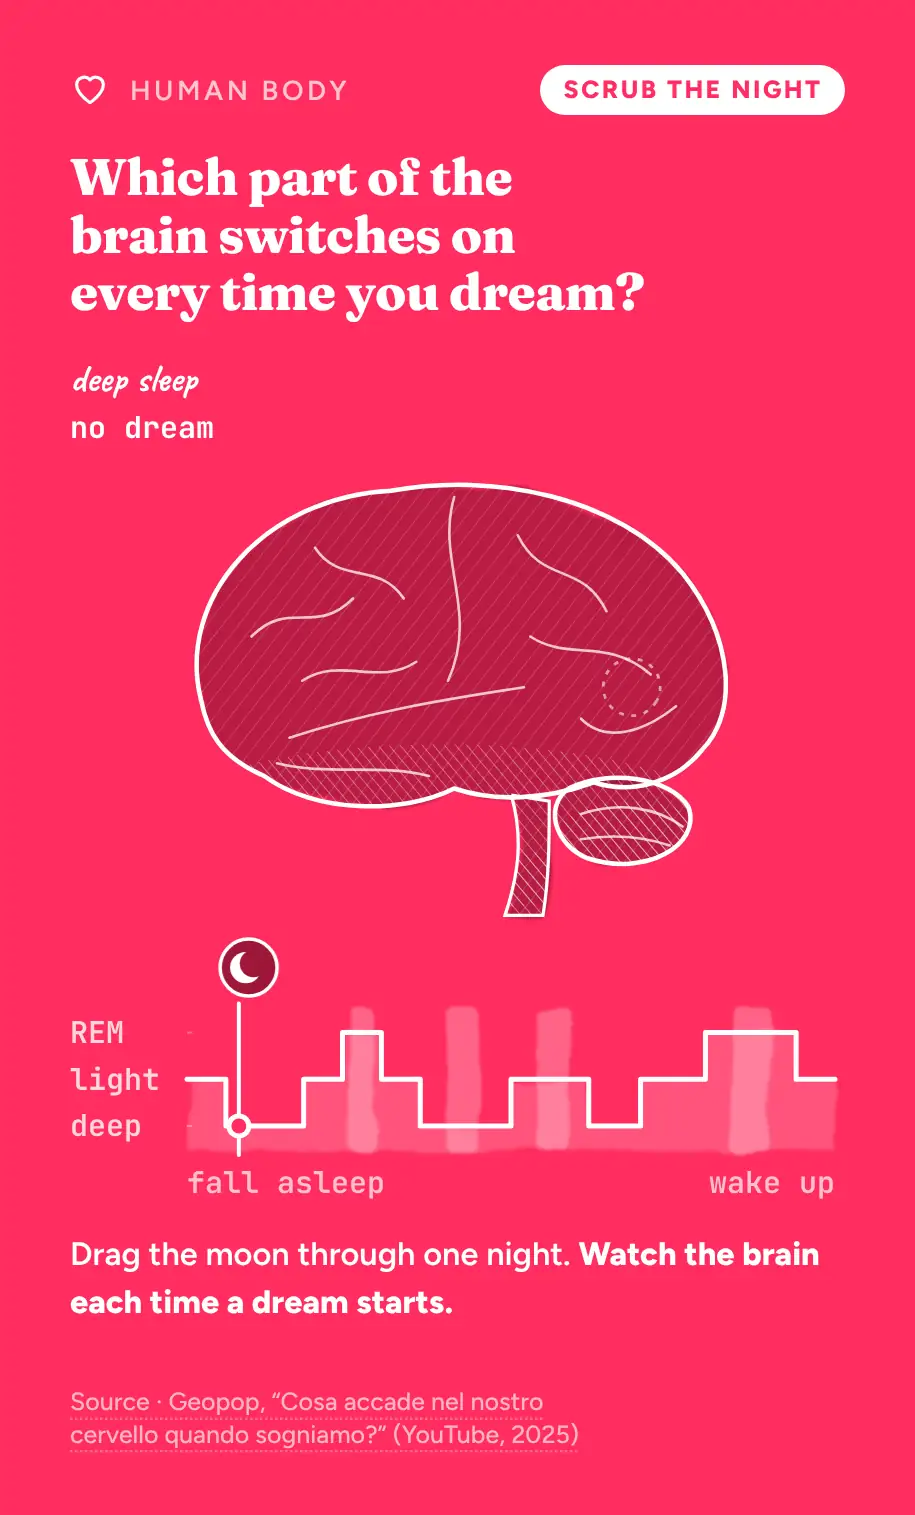 HUMAN BODY
SCRUB THE NIGHT
Which part of the
brain switches on
every time you dream?
deep sleep
no dream
REM
light
deep
fall asleep
wake up
Drag the moon through one night. Watch the brain
each time a dream starts.
Source · Geopop, “Cosa accade nel nostro
cervello quando sogniamo?” (YouTube, 2025)